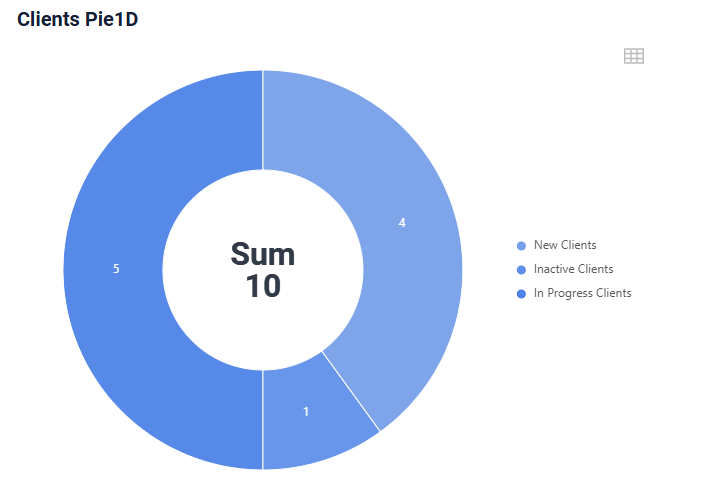 Clients Pie1D
4
5
1
Sum
10
New Clients
Inactive Clients
In Progress Clients